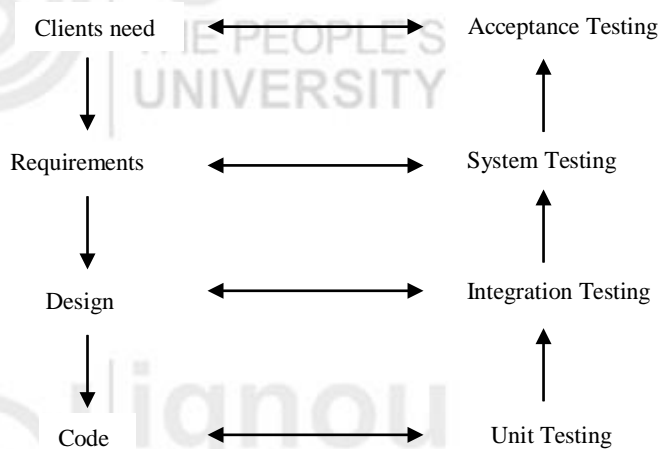 Clients need Acceptance Testing
THE PEOPLE'S
UNIVERSITY
Requirements System Testing
Design Integration Testing
ignou
Code Unit Testing